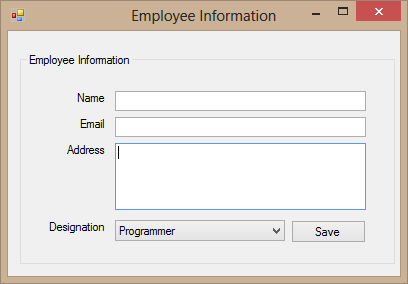 Employee Information
Employee Information
Name
Email
Address
Designation Programmer Save